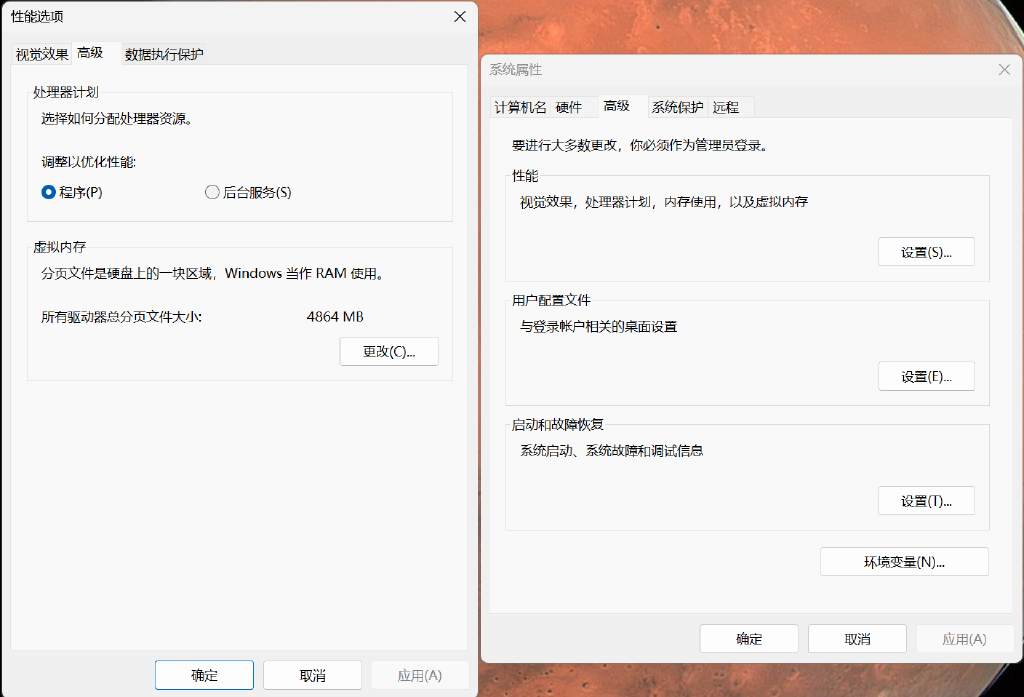 性能选项
视觉效果 高级 数据执行保护
处理器计划
选择如何分配处理器资源。
调整以优化性能:
程序(P) 后台服务(S)
虚拟内存
分页文件是硬盘上的一块区域，Windows 当作 RAM 使用。
所有驱动器总分页文件大小: 4864 MB
更改(C)...
确定 取消 应用(A)
系统属性
计算机名 硬件 高级 系统保护 远程
要进行大多数更改，你必须作为管理员登录。
性能
视觉效果，处理器计划，内存使用，以及虚拟内存
设置(S)...
用户配置文件
与登录帐户相关的桌面设置
设置(E)...
启动和故障恢复
系统启动、系统故障和调试信息
设置(T)...
环境变量(N)...
确定 取消 应用(A)